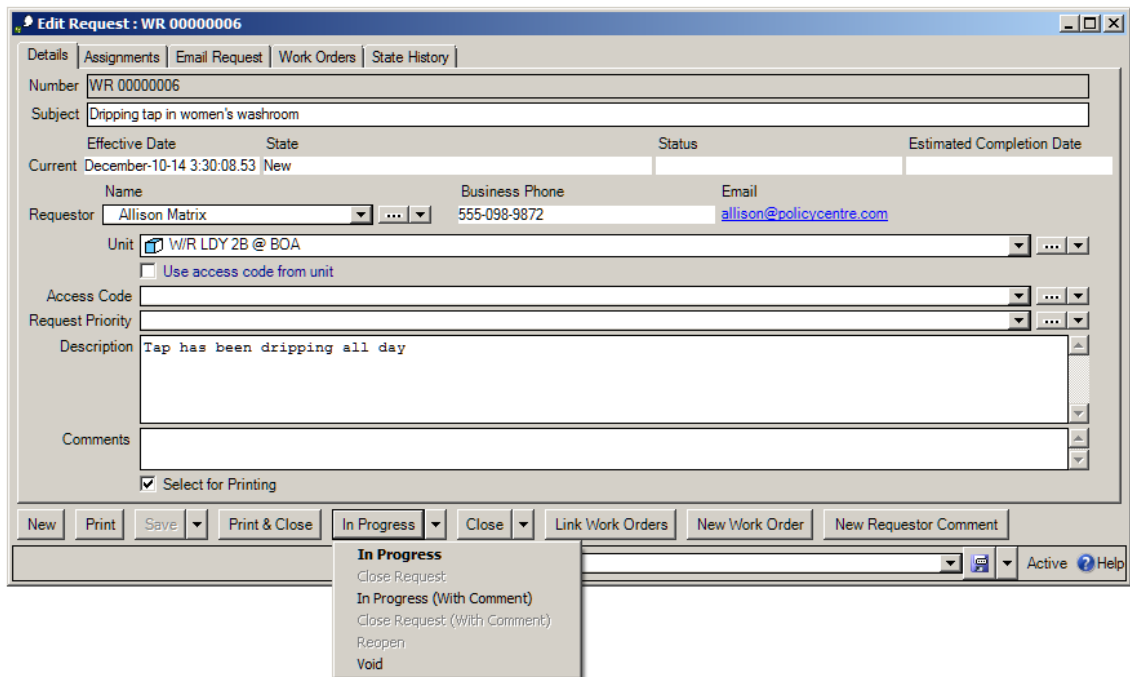 Edit Request : WR 00000006
Details Assignments Email Request Work Orders State History
Number WR 00000006
Subject Dripping tap in women's washroom
Effective Date State Status Estimated Completion Date
Current December-10-14 3:30:08.53 New
Name Business Phone Email
Requestor Allison Matrix ... 555-098-9872 allison@policycentre.com
Unit W/R LDY 2B @ BOA ...
Use access code from unit
Access Code ...
Request Priority ...
Description Tap has been dripping all day
Comments
Select for Printing
New Print Save Print & Close In Progress Close Link Work Orders New Work Order New Requestor Comment
Active Help
In Progress
Close Request
In Progress (With Comment)
Close Request (With Comment)
Reopen
Void